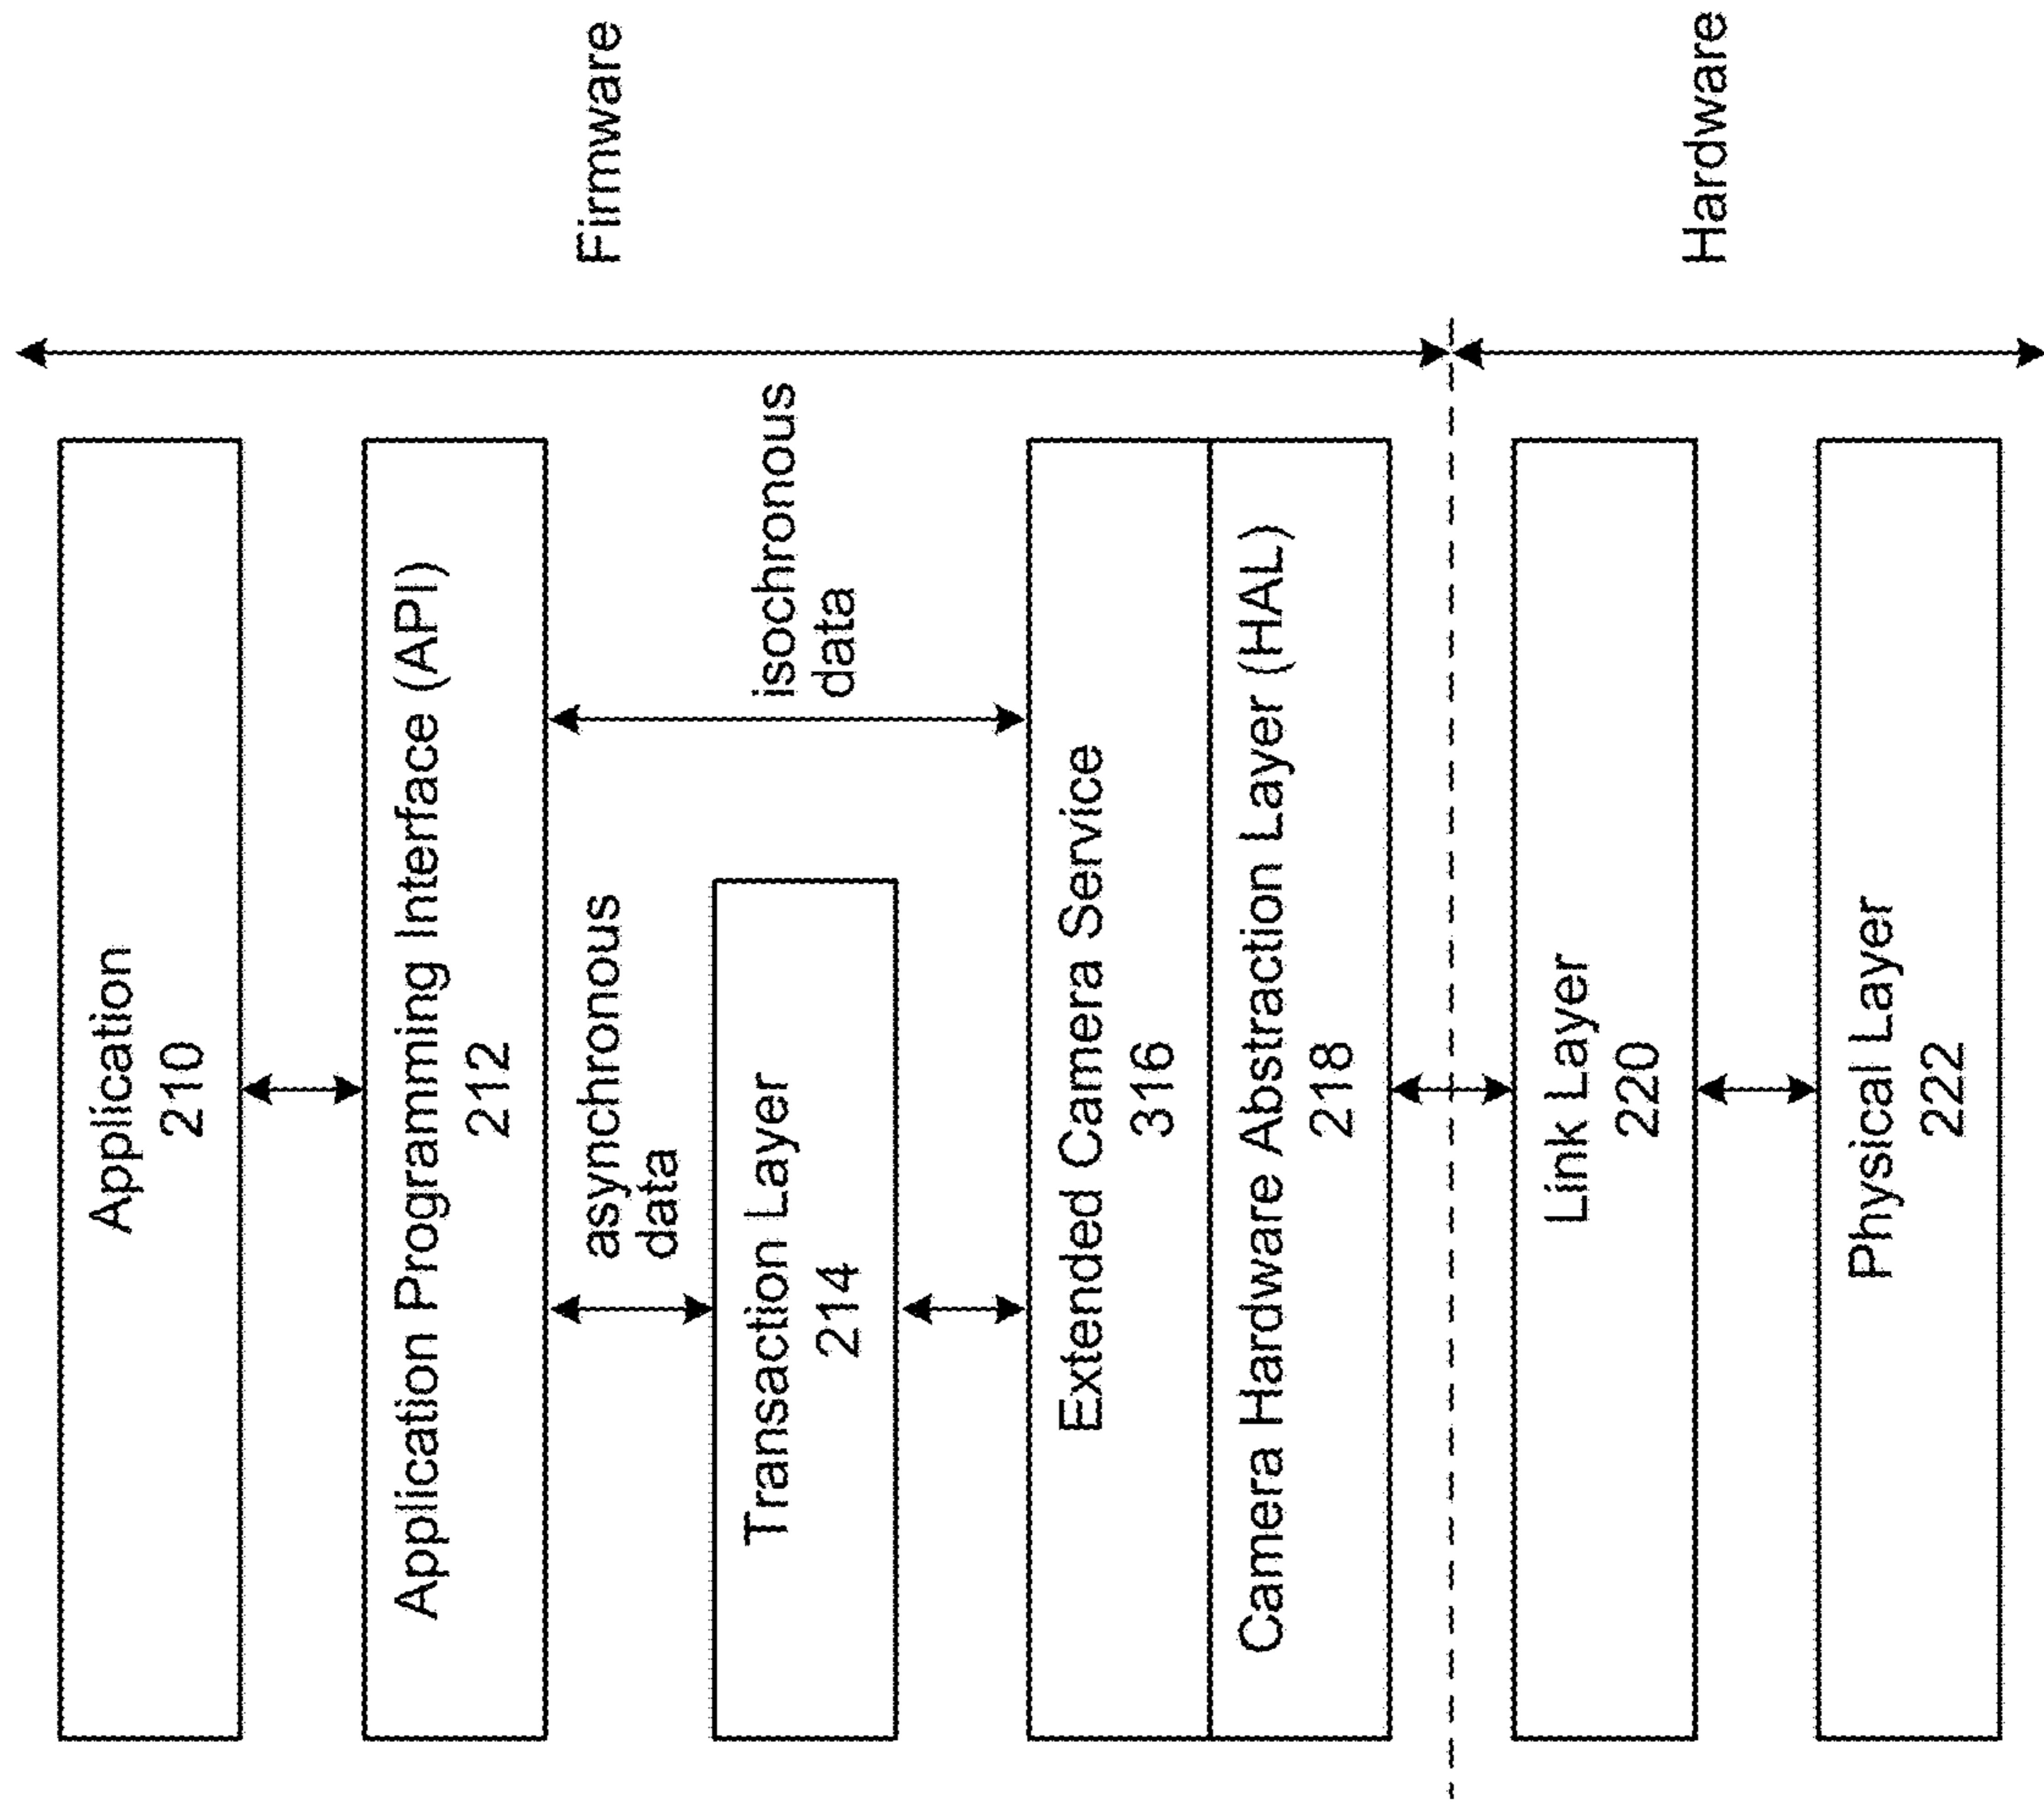 Application
210
Application Programming Interface (API)
212
asynchronous
data
isochronous
data
Transaction Layer
214
Extended Camera Service
316
Camera Hardware Abstraction Layer (HAL)
218
Link Layer
220
Physical Layer
222
Firmware
Hardware